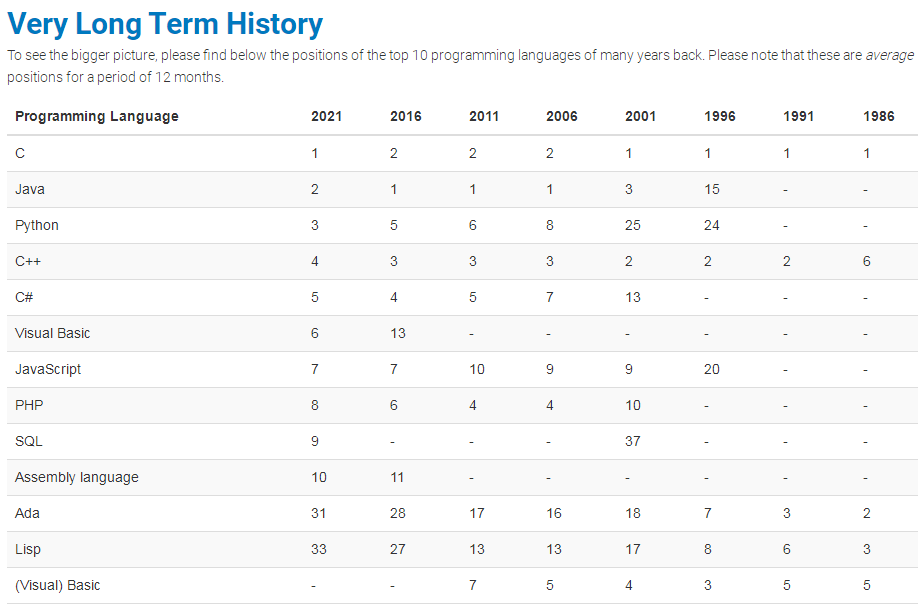 Very Long Term History
To see the bigger picture, please find below the positions of the top 10 programming languages of many years back. Please note that these are average
positions for a period of 12 months.
Programming Language 2021 2016 2011 2006 2001 1996 1991 1986
C 1 2 2 2 1 1 1 1
Java 2 1 1 1 3 15 - -
Python 3 5 6 8 25 24 - -
C++ 4 3 3 3 2 2 2 6
C# 5 4 5 7 13 - - -
Visual Basic 6 13 - - - - - -
JavaScript 7 7 10 9 9 20 - -
PHP 8 6 4 4 10 - - -
SQL 9 - - - 37 - - -
Assembly language 10 11 - - - - - -
Ada 31 28 17 16 18 7 3 2
Lisp 33 27 13 13 17 8 6 3
(Visual) Basic - - 7 5 4 3 5 5